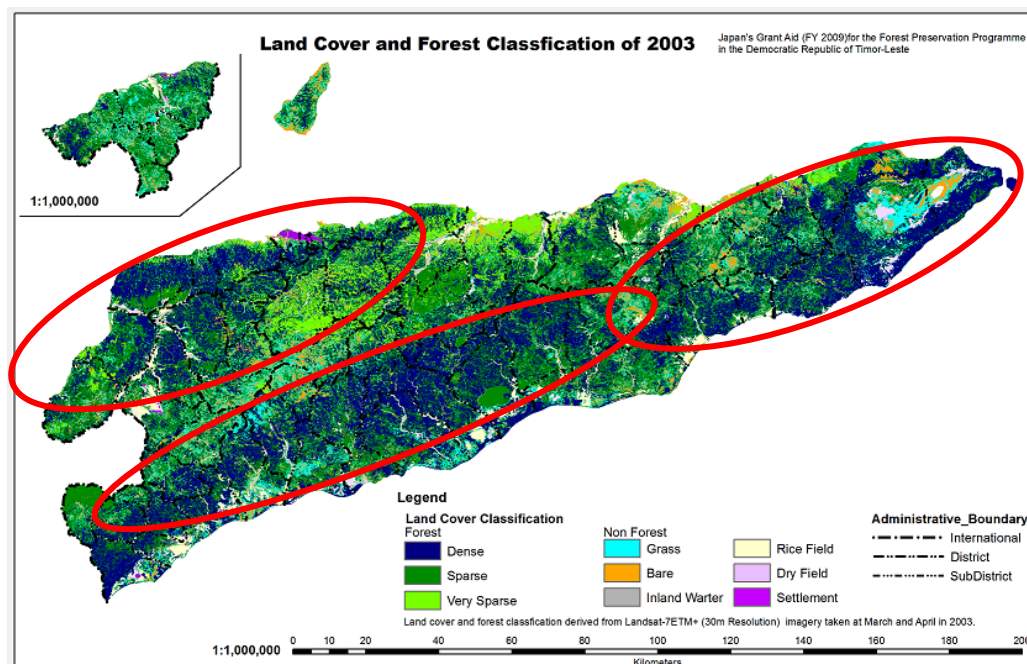 Land Cover and Forest Classfication of 2003
Japan's Grant Aid (FY 2009)for the Forest Preservation Programme
in the Democratic Republic of Timor-Leste
1:1,000,000
Legend
Land Cover Classification
Forest
Dense
Sparse
Very Sparse
Non Forest
Grass
Bare
Inland Warter
Rice Field
Dry Field
Settlement
Administrative_Boundary
International
District
SubDistrict
Land cover and forest classfication derived from Landsat-7ETM+ (30m Resolution) imagery taken at March and April in 2003.
1:1,000,000
0 10 20 40 60 80 100 120 140 160 180 200
Kilometers